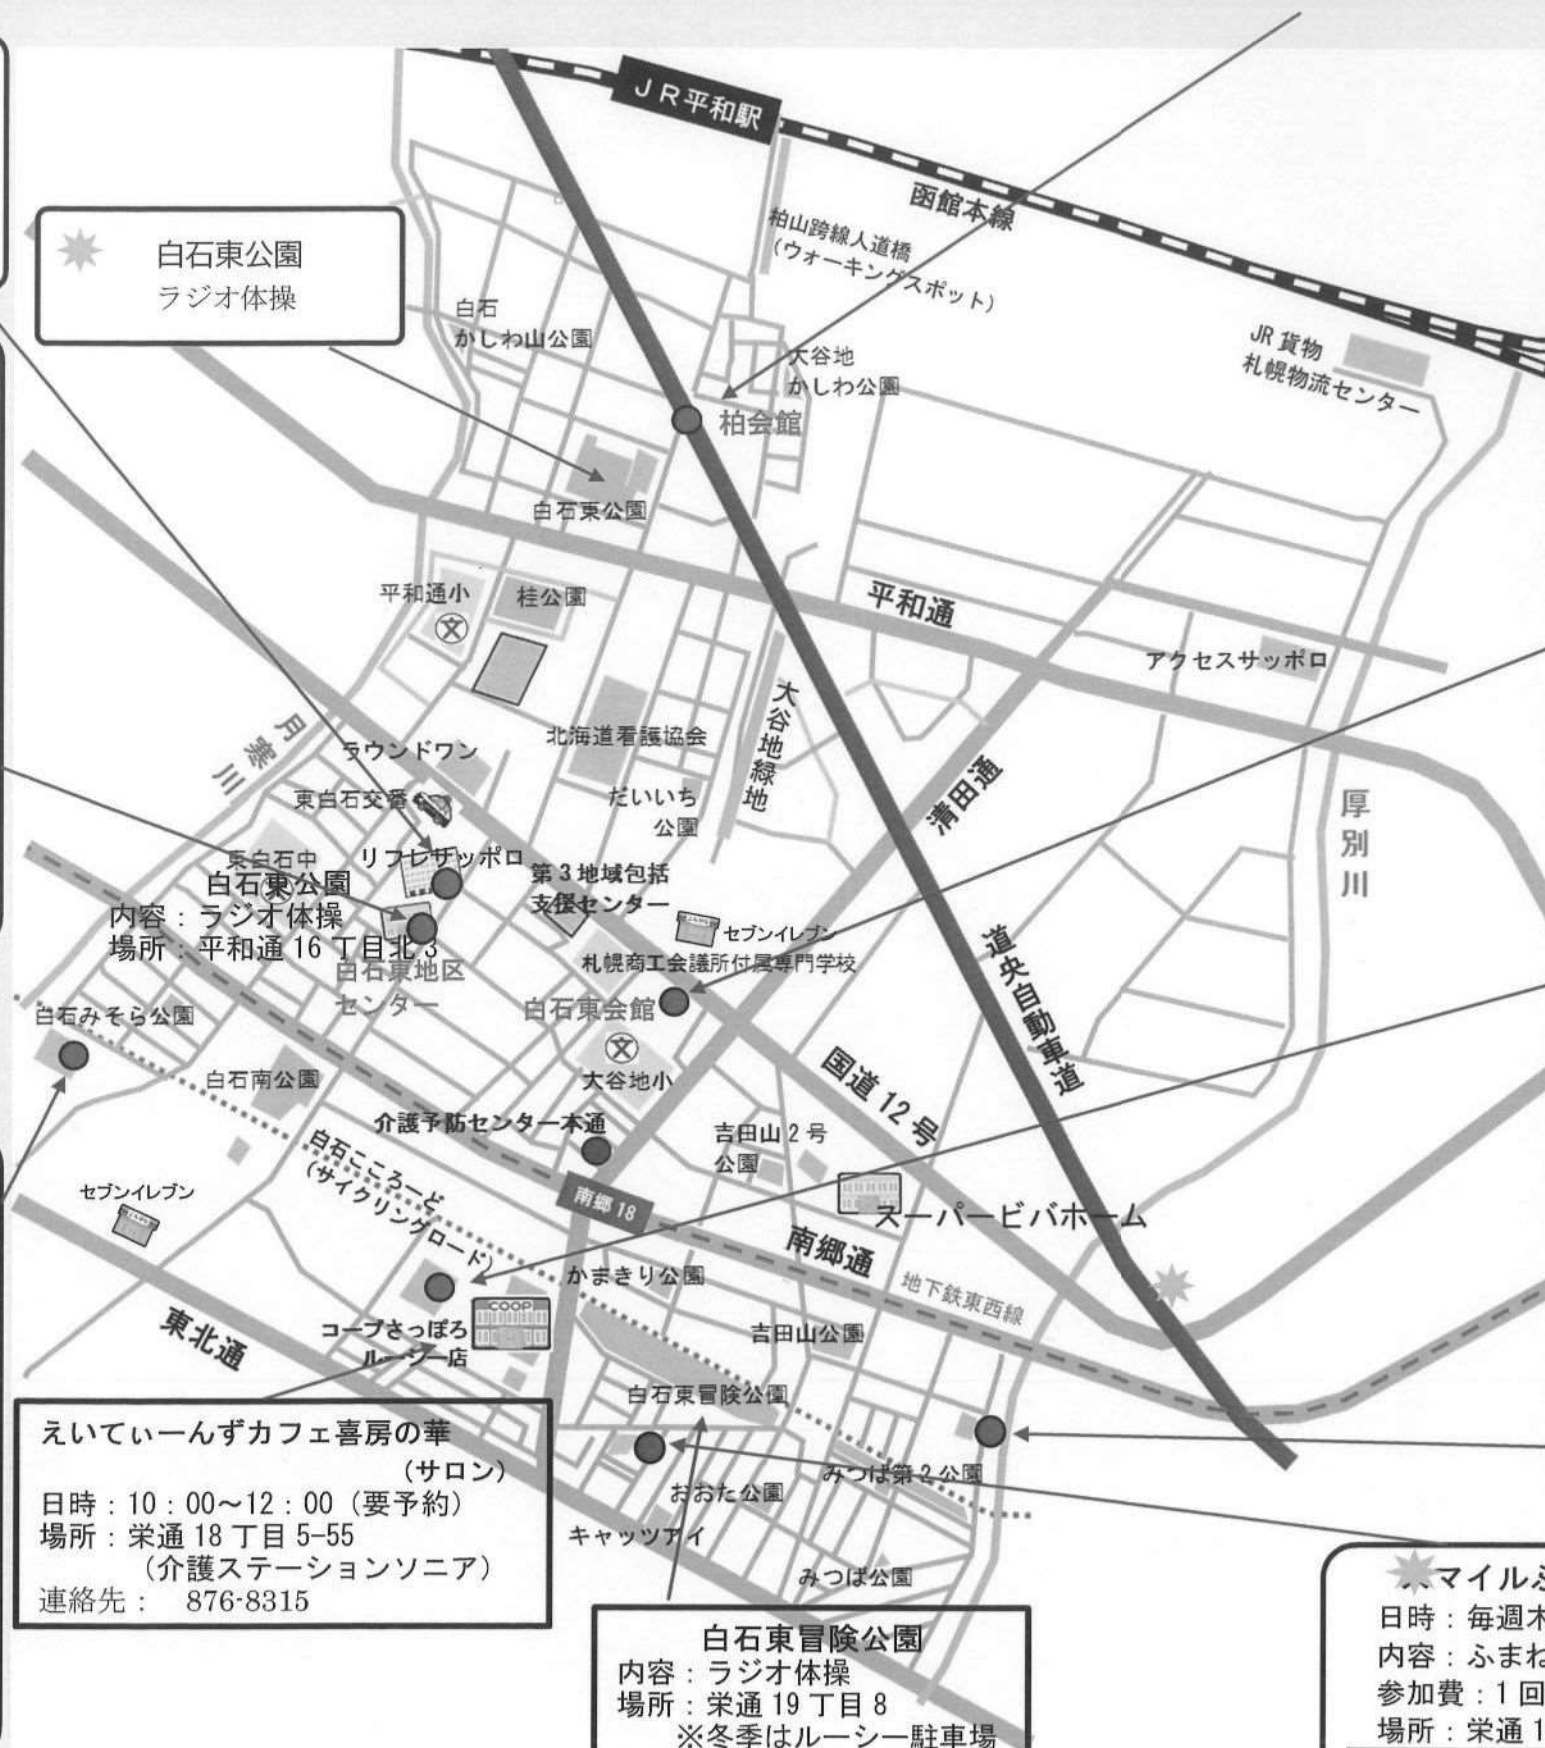 JR平和駅
函館本線
柏山跨線人道橋
(ウォーキングスポット)
白石東公園
ラジオ体操
白石
かしわ山公園
大谷地
かしわ公園
JR貨物
札幌物流センター
柏会館
白石東公園
平和通小
文
桂公園
平和通
アクセスサッポロ
大谷地緑地
月寒川
ラウンドワン
北海道看護協会
東白石交番
だいいち
公園
清田通
厚別川
東白石中
リフレサッポロ
第3地域包括
支援センター
白石東公園
内容：ラジオ体操
場所：平和通16丁目北3
セブンイレブン
札幌商工会議所付属専門学校
白石東地区
センター
白石東会館
道央自動車道
白石みそら公園
文
白石南公園
大谷地小
国道12号
介護予防センター本通
吉田山2号
公園
白石こころーど
(サイクリングロード)
セブンイレブン
南郷18
スーパービバホーム
南郷通
かまきり公園
地下鉄東西線
COOP
コープさっぽろ
ルーシー店
吉田山公園
東北通
白石東冒険公園
みつば第2公園
おおた公園
キャッツアイ
みつば公園
えいてぃーんずカフェ喜房の華
(サロン)
日時：10：00～12：00（要予約）
場所：栄通18丁目5-55
（介護ステーションソニア）
連絡先： 876-8315
白石東冒険公園
内容：ラジオ体操
場所：栄通19丁目8
※冬季はルーシー駐車場
マイルふ
日時：毎週木
内容：ふまね
参加費：1回
場所：栄通1